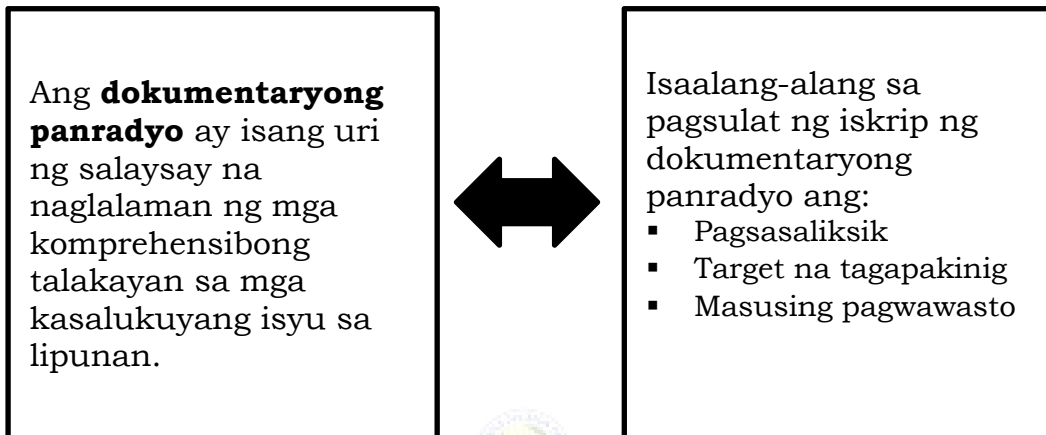 Ang dokumentaryong
panradyo ay isang uri
ng salaysay na
naglalaman ng mga
komprehensibong
talakayan sa mga
kasalukuyang isyu sa
lipunan.
Isaalang-alang sa
pagsulat ng iskrip ng
dokumentaryong
panradyo ang:
▪ Pagsasaliksik
▪ Target na tagapakinig
▪ Masusing pagwawasto